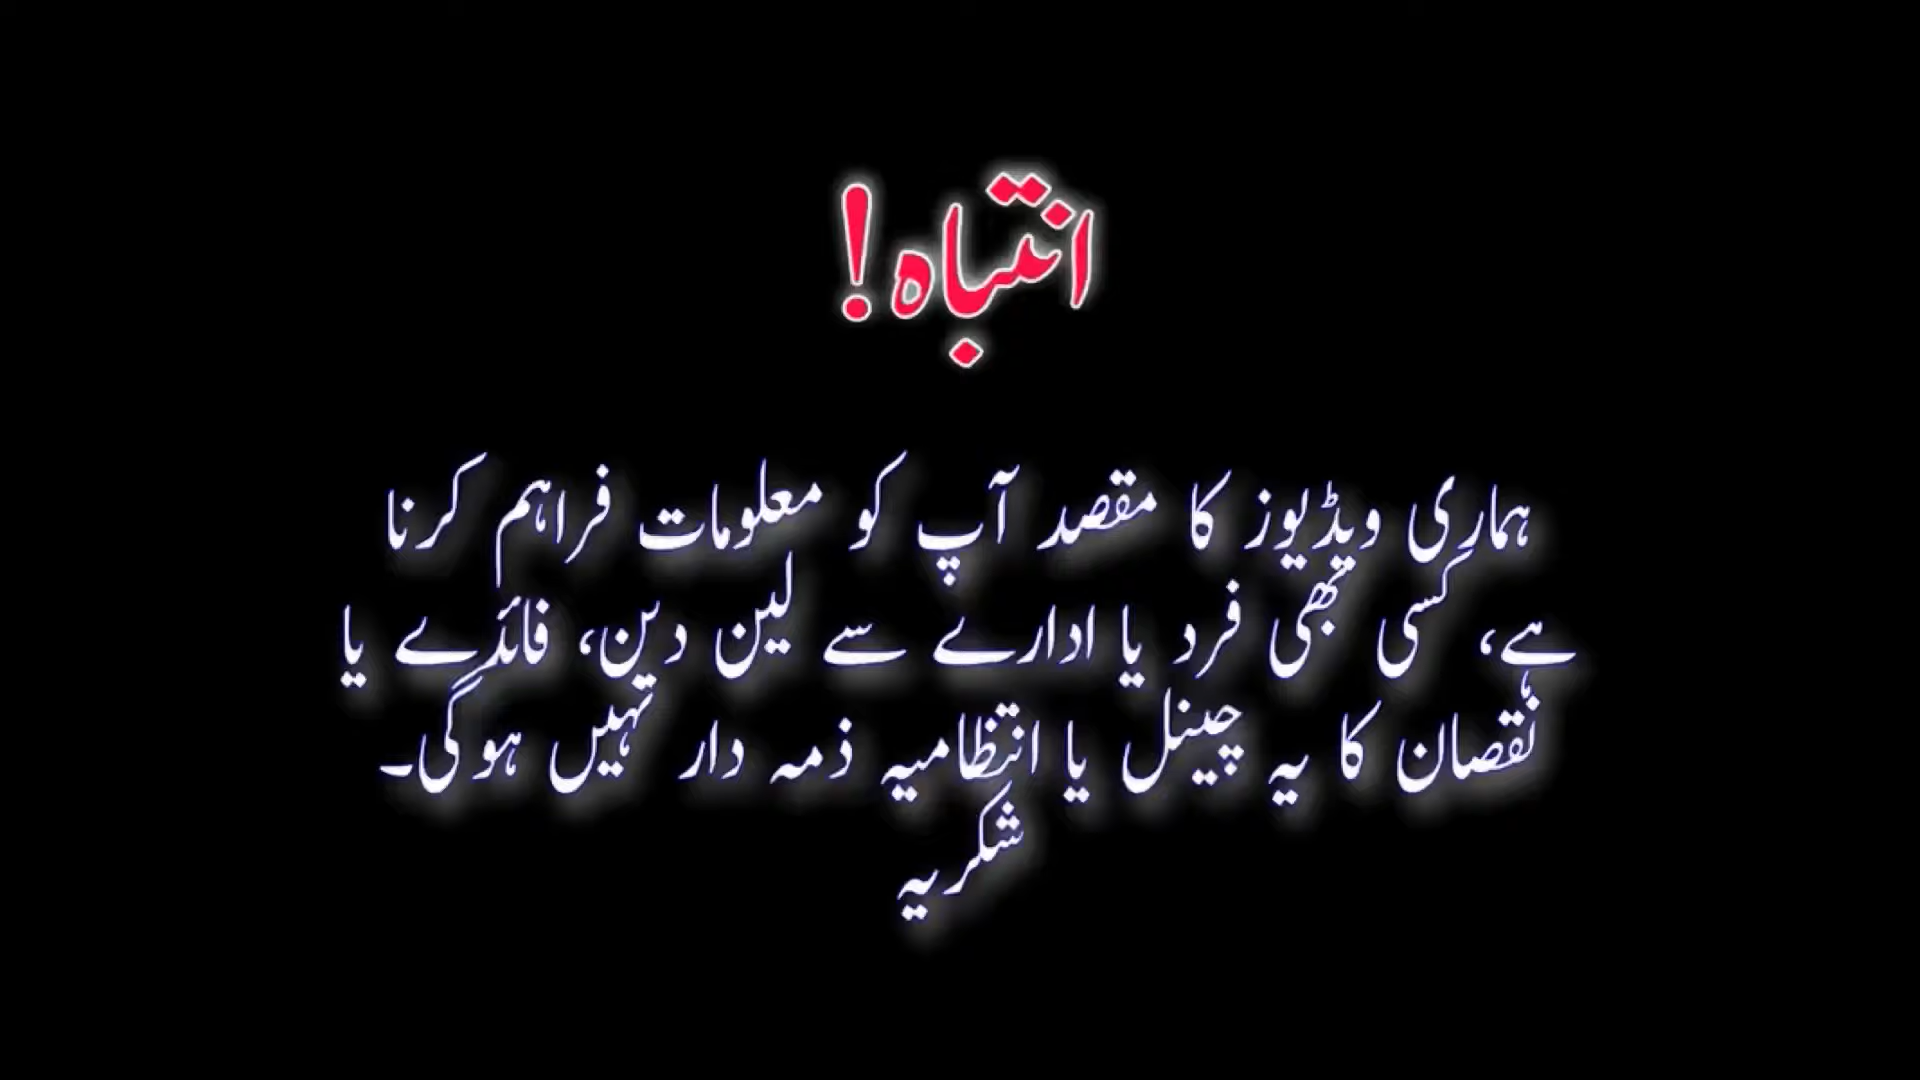 انتباہ!
ہماری ویڈیوز کا مقصد آپ کو معلومات فراہم کرنا
ہے، کسی بھی فرد یا ادارے سے لین دین، فائدے یا
نقصان کا یہ چینل یا انتظامیہ ذمہ دار نہیں ہوگی۔
شکریہ